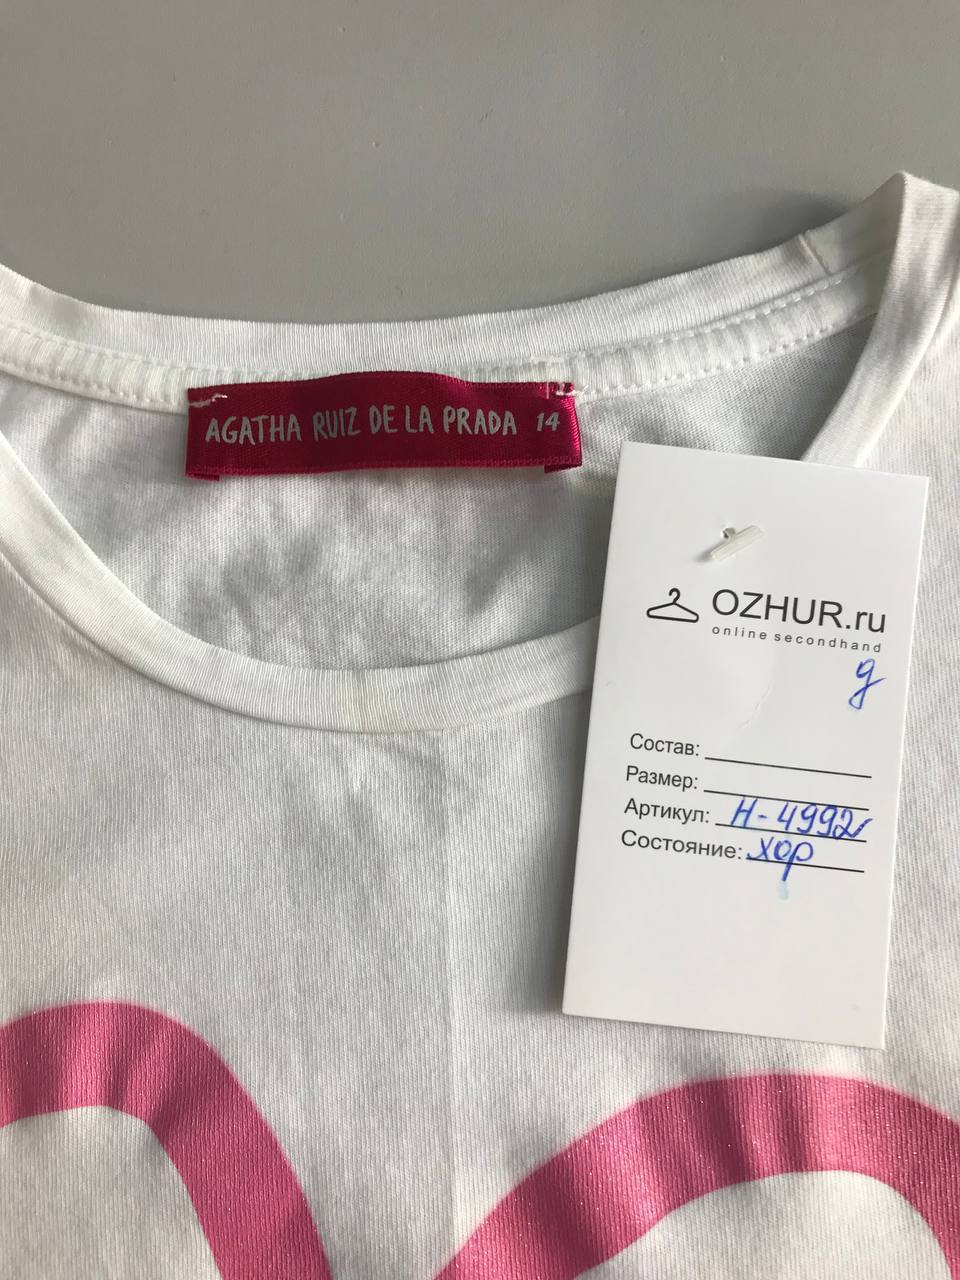 AGATHA RUIZ DE LA PRADA 14
OZHUR.ru
online secondhand
д
Состав:
Размер:
Артикул: Н-4992
Состояние: хор